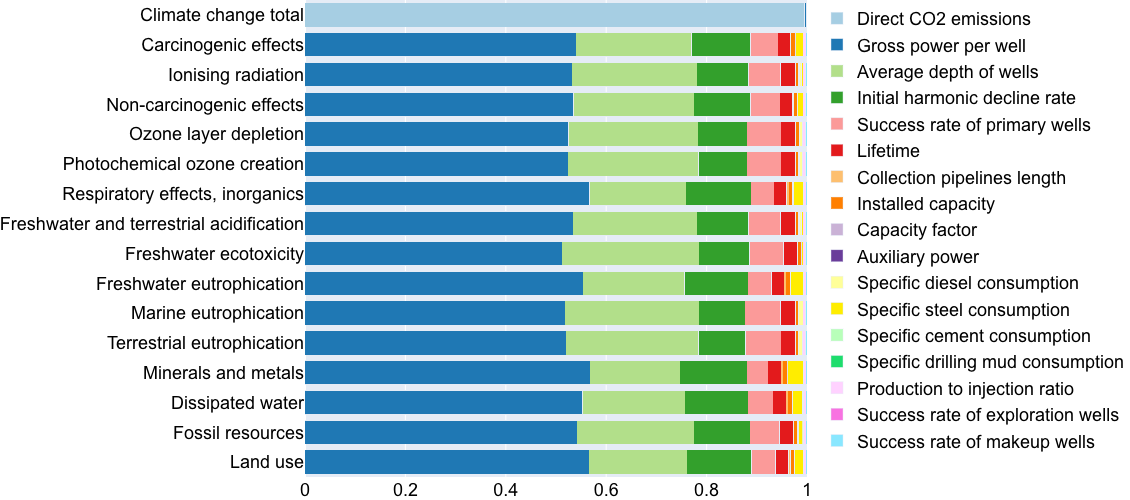 Climate change total
Carcinogenic effects
Ionising radiation
Non-carcinogenic effects
Ozone layer depletion
Photochemical ozone creation
Respiratory effects, inorganics
Freshwater and terrestrial acidification
Freshwater ecotoxicity
Freshwater eutrophication
Marine eutrophication
Terrestrial eutrophication
Minerals and metals
Dissipated water
Fossil resources
Land use
0 0.2 0.4 0.6 0.8 1
Direct CO2 emissions
Gross power per well
Average depth of wells
Initial harmonic decline rate
Success rate of primary wells
Lifetime
Collection pipelines length
Installed capacity
Capacity factor
Auxiliary power
Specific diesel consumption
Specific steel consumption
Specific cement consumption
Specific drilling mud consumption
Production to injection ratio
Success rate of exploration wells
Success rate of makeup wells